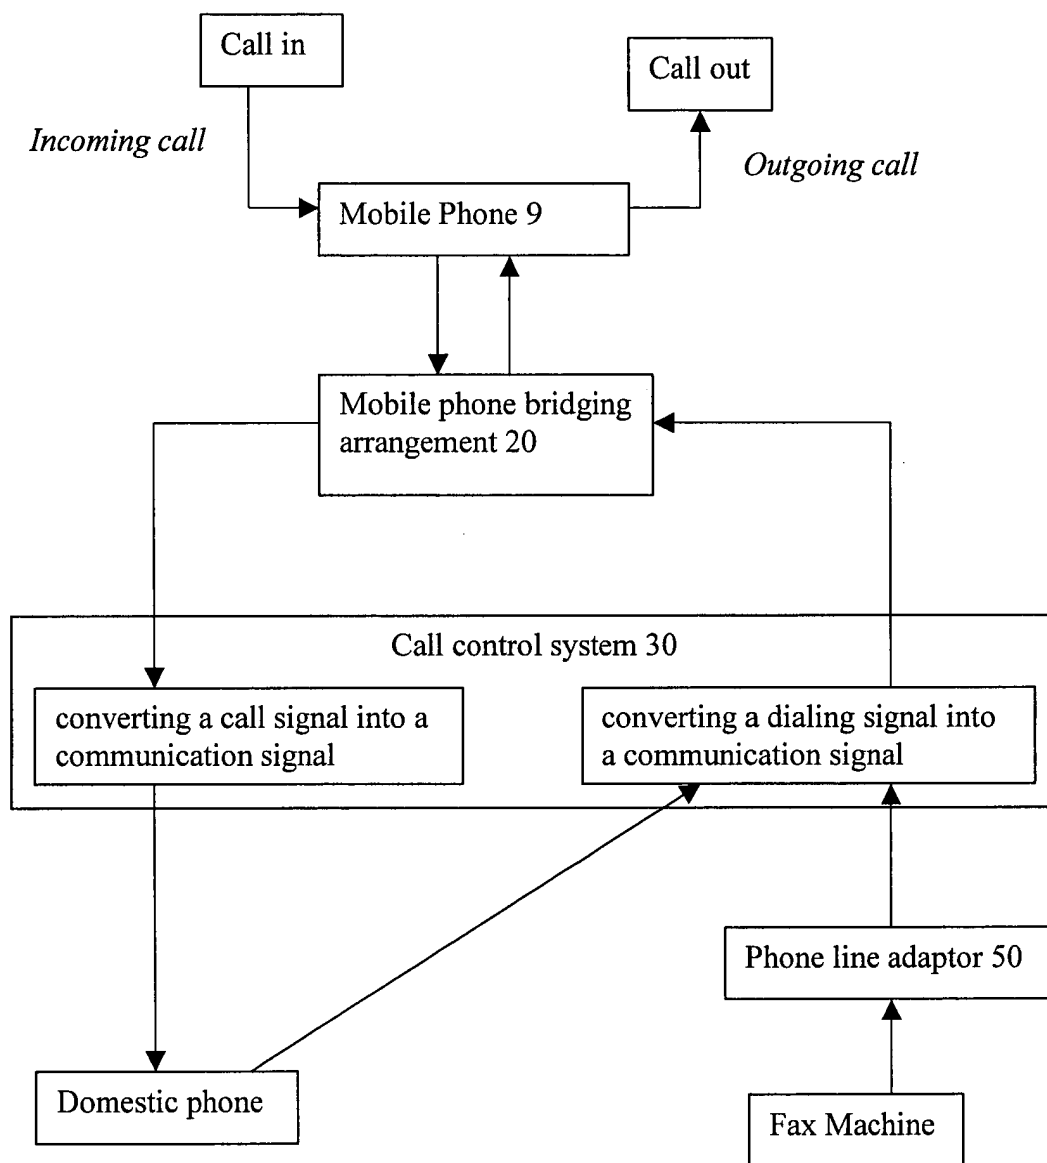 Call in
Call out
Incoming call
Outgoing call
Mobile Phone 9
Mobile phone bridging
arrangement 20
Call control system 30
converting a call signal into a
communication signal
converting a dialing signal into
a communication signal
Phone line adaptor 50
Domestic phone
Fax Machine